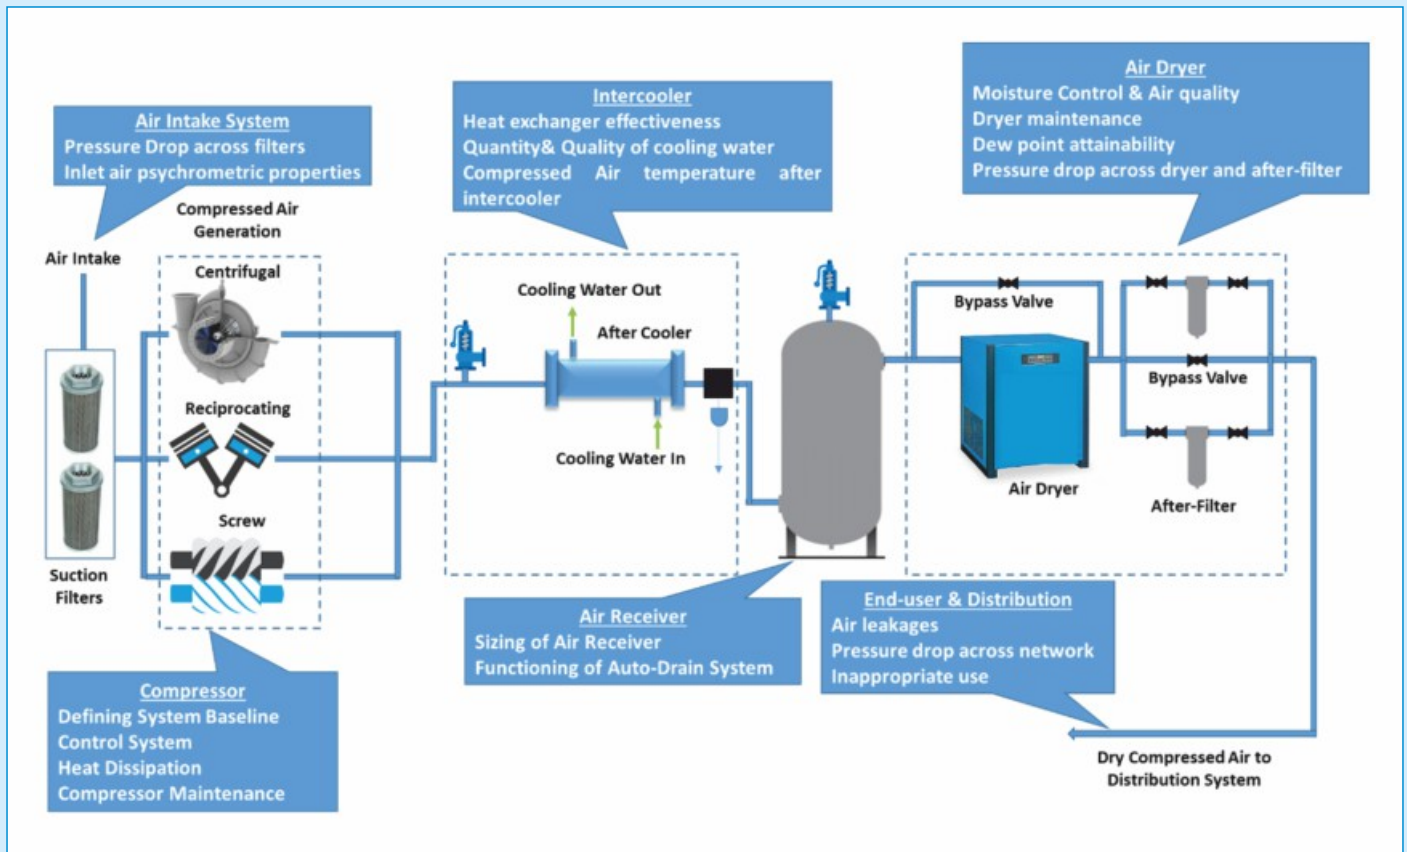 Air Intake System
Pressure Drop across filters
Inlet air psychrometric properties
Intercooler
Heat exchanger effectiveness
Quantity& Quality of cooling water
Compressed Air temperature after
intercooler
Air Dryer
Moisture Control & Air quality
Dryer maintenance
Dew point attainability
Pressure drop across dryer and after-filter
Compressed Air
Generation
Air Intake
Centrifugal
Reciprocating
Screw
Suction
Filters
Cooling Water Out
After Cooler
Cooling Water In
Bypass Valve
Bypass Valve
Air Dryer
After-Filter
Compressor
Defining System Baseline
Control System
Heat Dissipation
Compressor Maintenance
Air Receiver
Sizing of Air Receiver
Functioning of Auto-Drain System
End-user & Distribution
Air leakages
Pressure drop across network
Inappropriate use
Dry Compressed Air to
Distribution System